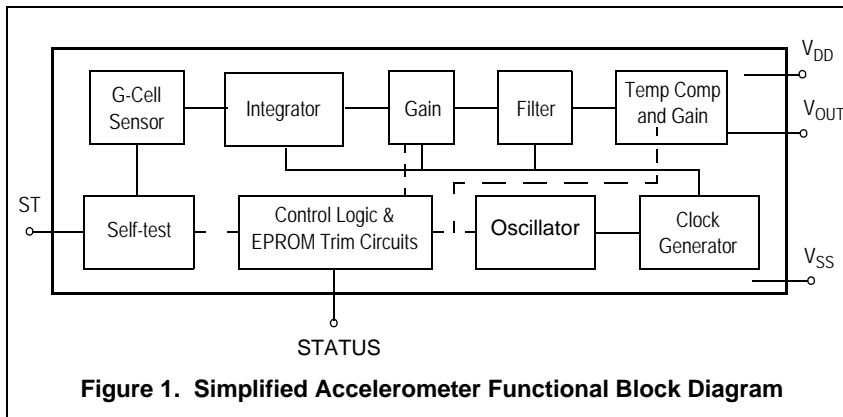 V_DD
G-Cell
Sensor
Integrator
Gain
Filter
Temp Comp
and Gain
V_OUT
ST
Self-test
Control Logic &
EPROM Trim Circuits
Oscillator
Clock
Generator
V_SS
STATUS
Figure 1. Simplified Accelerometer Functional Block Diagram